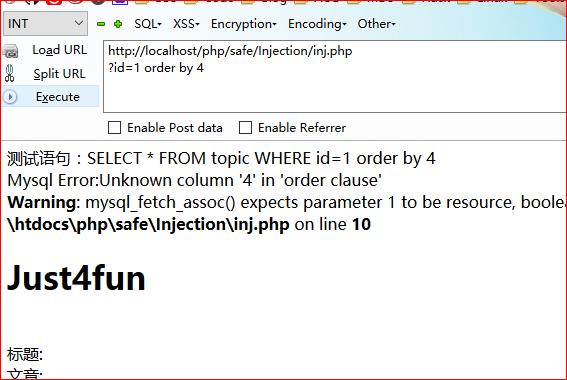 INT SQL- XSS- Encryption- Encoding- Other-
Load URL
Split URL
Execute
http://localhost/php/safe/Injection/inj.php
?id=1 order by 4
Enable Post data Enable Referrer
测试语句：SELECT * FROM topic WHERE id=1 order by 4
Mysql Error:Unknown column '4' in 'order clause'
Warning: mysql_fetch_assoc() expects parameter 1 to be resource, boolea
\htdocs\php\safe\Injection\inj.php on line 10
Just4fun
标题:
文章: